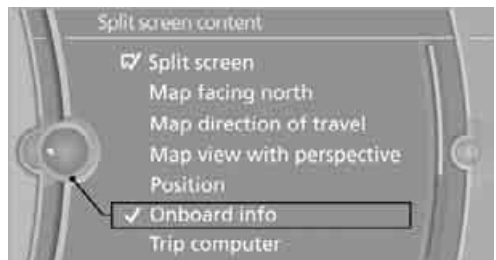 Split screen content
Split screen
Map facing north
Map direction of travel
Map view with perspective
Position
Onboard info
Trip computer